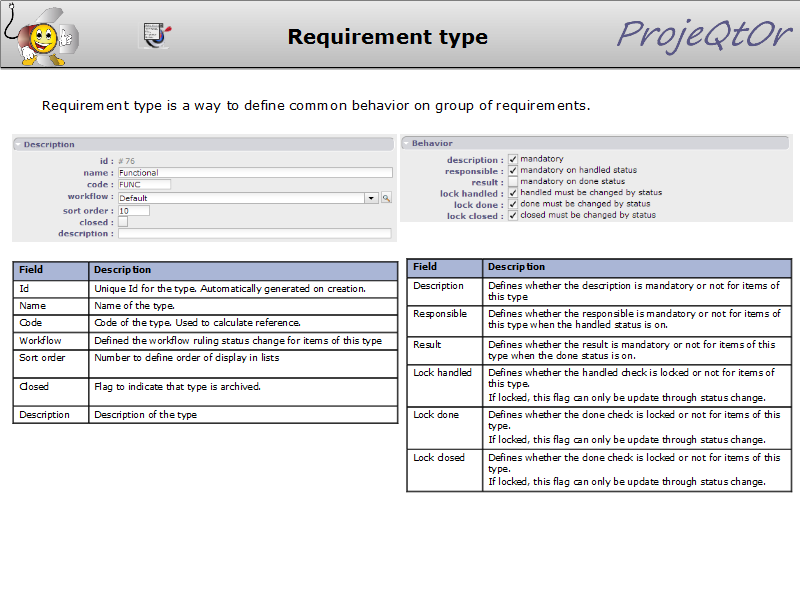 Requirement type
ProjeQtOr
Requirement type is a way to define common behavior on group of requirements.
Description
id : # 76
name : Functional
code : FUNC
workflow : Default
sort order : 10
closed :
description :
Behavior
description : mandatory
responsible : mandatory on handled status
result : mandatory on done status
lock handled : handled must be changed by status
lock done : done must be changed by status
lock closed : closed must be changed by status
Field Description
Id Unique Id for the type. Automatically generated on creation.
Name Name of the type.
Code Code of the type. Used to calculate reference.
Workflow Defined the workflow ruling status change for items of this type
Sort order Number to define order of display in lists
Closed Flag to indicate that type is archived.
Description Description of the type
Field Description
Description Defines whether the description is mandatory or not for items of
this type
Responsible Defines whether the responsible is mandatory or not for items of
this type when the handled status is on.
Result Defines whether the result is mandatory or not for items of this
type when the done status is on.
Lock handled Defines whether the handled check is locked or not for items of
this type.
If locked, this flag can only be update through status change.
Lock done Defines whether the done check is locked or not for items of this
type.
If locked, this flag can only be update through status change.
Lock closed Defines whether the done check is locked or not for items of this
type.
If locked, this flag can only be update through status change.